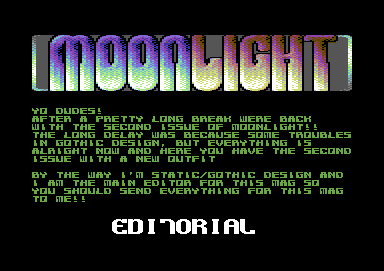 MOONLIGHT
YO DUDES!
AFTER A PRETTY LONG BREAK WERE BACK
WITH THE SECOND ISSUE OF MOONLIGHT!!
THE LONG DELAY WAS BECAUSE SOME TROUBLES
IN GOTHIC DESIGN, BUT EVERYTHING IS
ALRIGHT NOW AND HERE YOU HAVE THE SECOND
ISSUE WITH A NEW OUTFIT
BY THE WAY I'M STATIC/GOTHIC DESIGN AND
I AM THE MAIN EDITOR FOR THIS MAG SO
YOU SHOULD SEND EVERYTHING FOR THIS MAG
TO ME!!
EDITORIAL